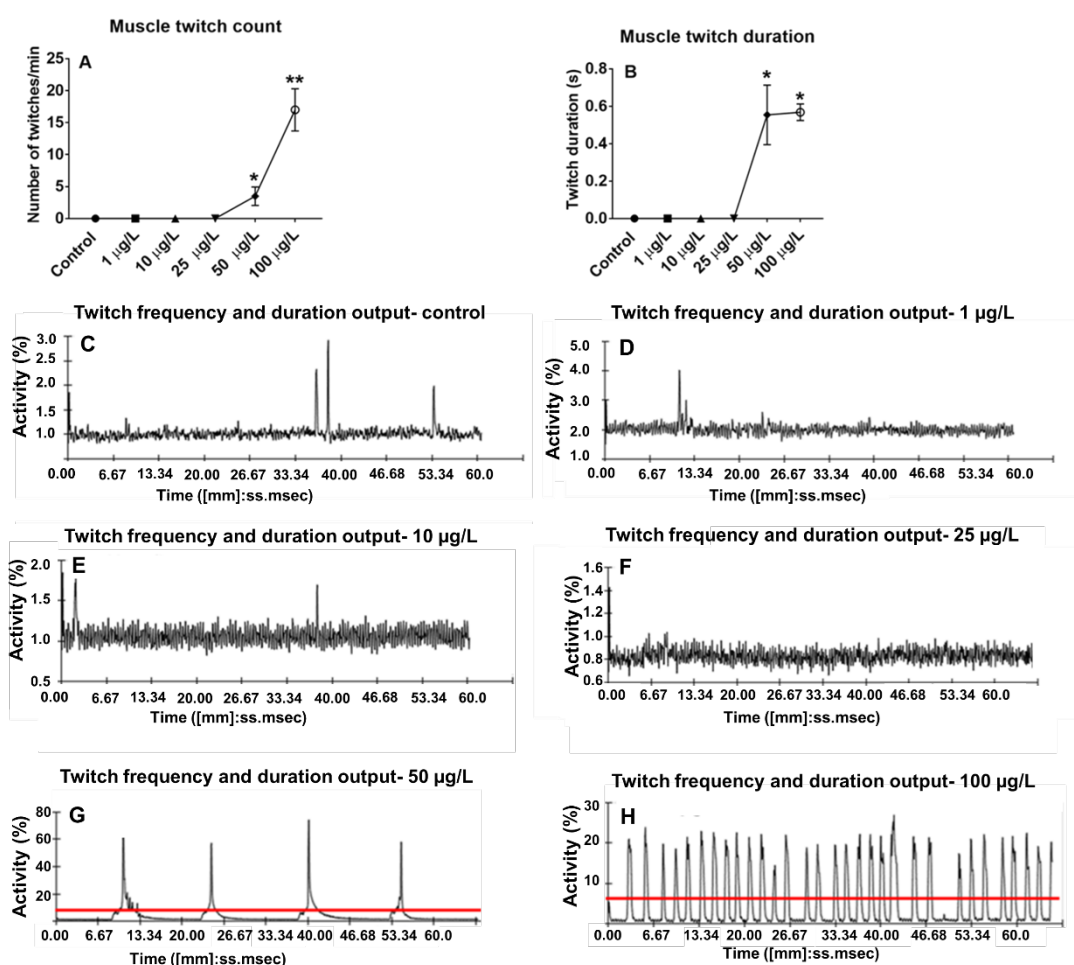 Muscle twitch count
A
Number of twitches/min
25
20
15
10
5
0
*
**
Control
1 µg/L
10 µg/L
25 µg/L
50 µg/L
100 µg/L
Muscle twitch duration
B
Twitch duration (s)
0.8
0.6
0.4
0.2
0.0
*
*
Control
1 µg/L
10 µg/L
25 µg/L
50 µg/L
100 µg/L
Twitch frequency and duration output- control
C
Activity (%)
3.0
2.5
2.0
1.5
1.0
0.00 6.67 13.34 20.00 26.67 33.34 40.00 46.68 53.34 60.0
Time ([mm]:ss.msec)
Twitch frequency and duration output- 1 µg/L
D
Activity (%)
5.0
4.0
3.0
2.0
1.0
0.00 6.67 13.34 20.00 26.67 33.34 40.00 46.68 53.34 60.0
Time ([mm]:ss.msec)
Twitch frequency and duration output- 10 µg/L
E
Activity (%)
2.0
1.5
1.0
0.5
0.00 6.67 13.34 20.00 26.67 33.34 40.00 46.68 53.34 60.0
Time ([mm]:ss.msec)
Twitch frequency and duration output- 25 µg/L
F
Activity (%)
1.6
1.4
1.2
1.0
0.8
0.6
0.00 6.67 13.34 20.00 26.67 33.34 40.00 46.68 53.34 60.0
Time ([mm]:ss.msec)
Twitch frequency and duration output- 50 µg/L
G
Activity (%)
80
60
40
20
0.00 6.67 13.34 20.00 26.67 33.34 40.00 46.68 53.34 60.0
Time ([mm]:ss.msec)
Twitch frequency and duration output- 100 µg/L
H
Activity (%)
30
20
10
0.00 6.67 13.34 20.00 26.67 33.34 40.00 46.68 53.34 60.0
Time ([mm]:ss.msec)